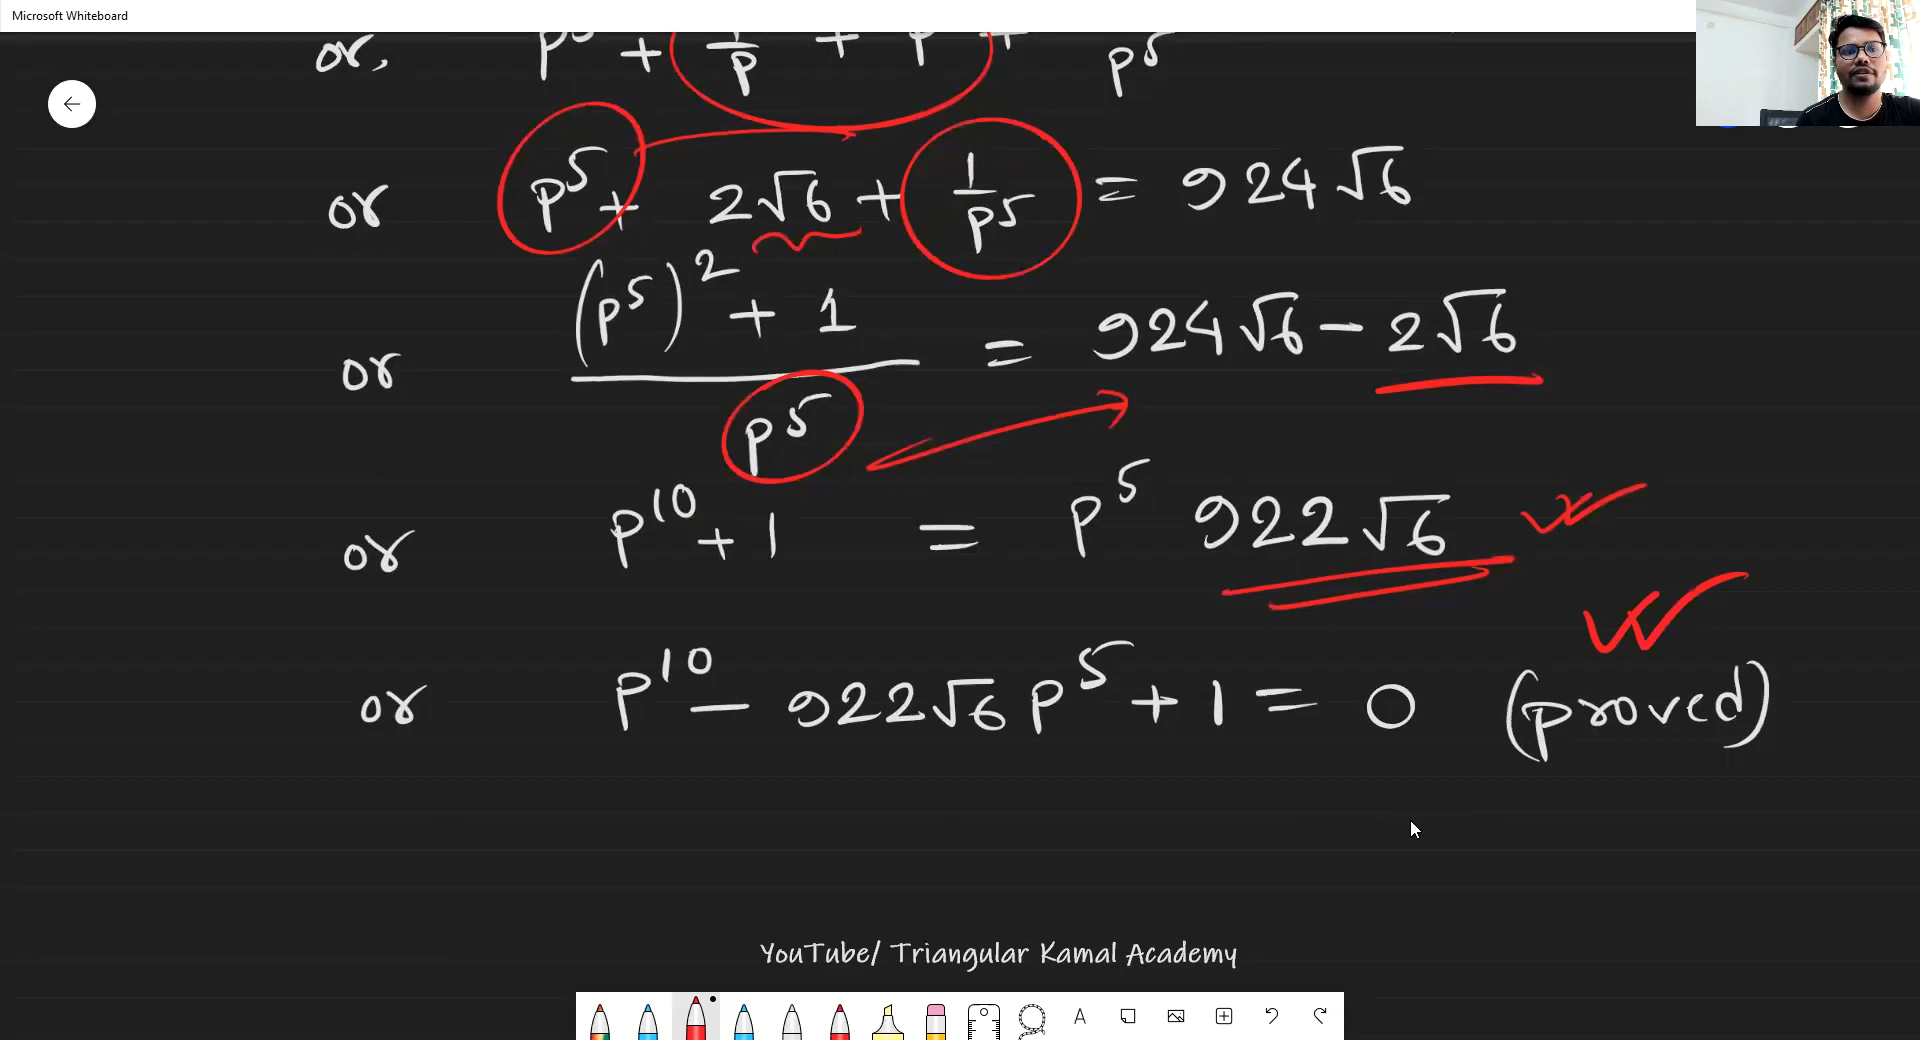 Microsoft Whiteboard
or, p⁵ + 1/p + p + p⁵
or p⁵ + 2√6 + 1/p⁵ = 924√6
or ((p⁵)² + 1)/p⁵ = 924√6 − 2√6
or p¹⁰ + 1 = p⁵ 922√6
or p¹⁰ − 922√6 p⁵ + 1 = 0 (proved)
YouTube/ Triangular Kamal Academy
A